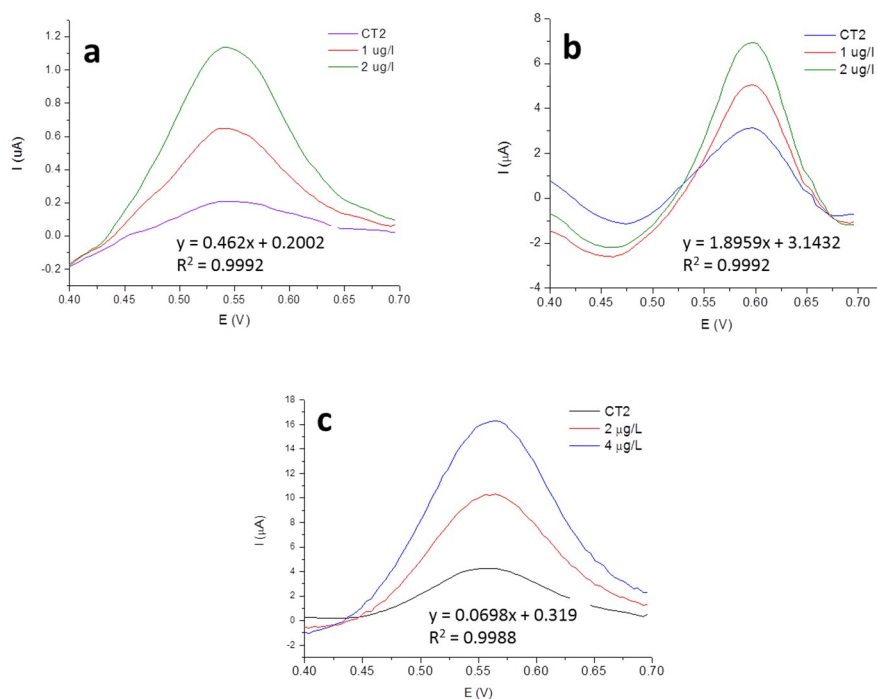 a
CT2
1 ug/l
2 ug/l
1.2
1.0
0.8
0.6
0.4
0.2
0.0
-0.2
I (uA)
y = 0.462x + 0.2002
R² = 0.9992
0.40 0.45 0.50 0.55 0.60 0.65 0.70
E (V)
b
CT2
1 ug/l
2 ug/l
8
6
4
2
0
-2
-4
I (μA)
y = 1.8959x + 3.1432
R² = 0.9992
0.40 0.45 0.50 0.55 0.60 0.65 0.70
E (V)
c
CT2
2 μg/L
4 μg/L
18
16
14
12
10
8
6
4
2
0
-2
I (μA)
y = 0.0698x + 0.319
R² = 0.9988
0.40 0.45 0.50 0.55 0.60 0.65 0.70
E (V)